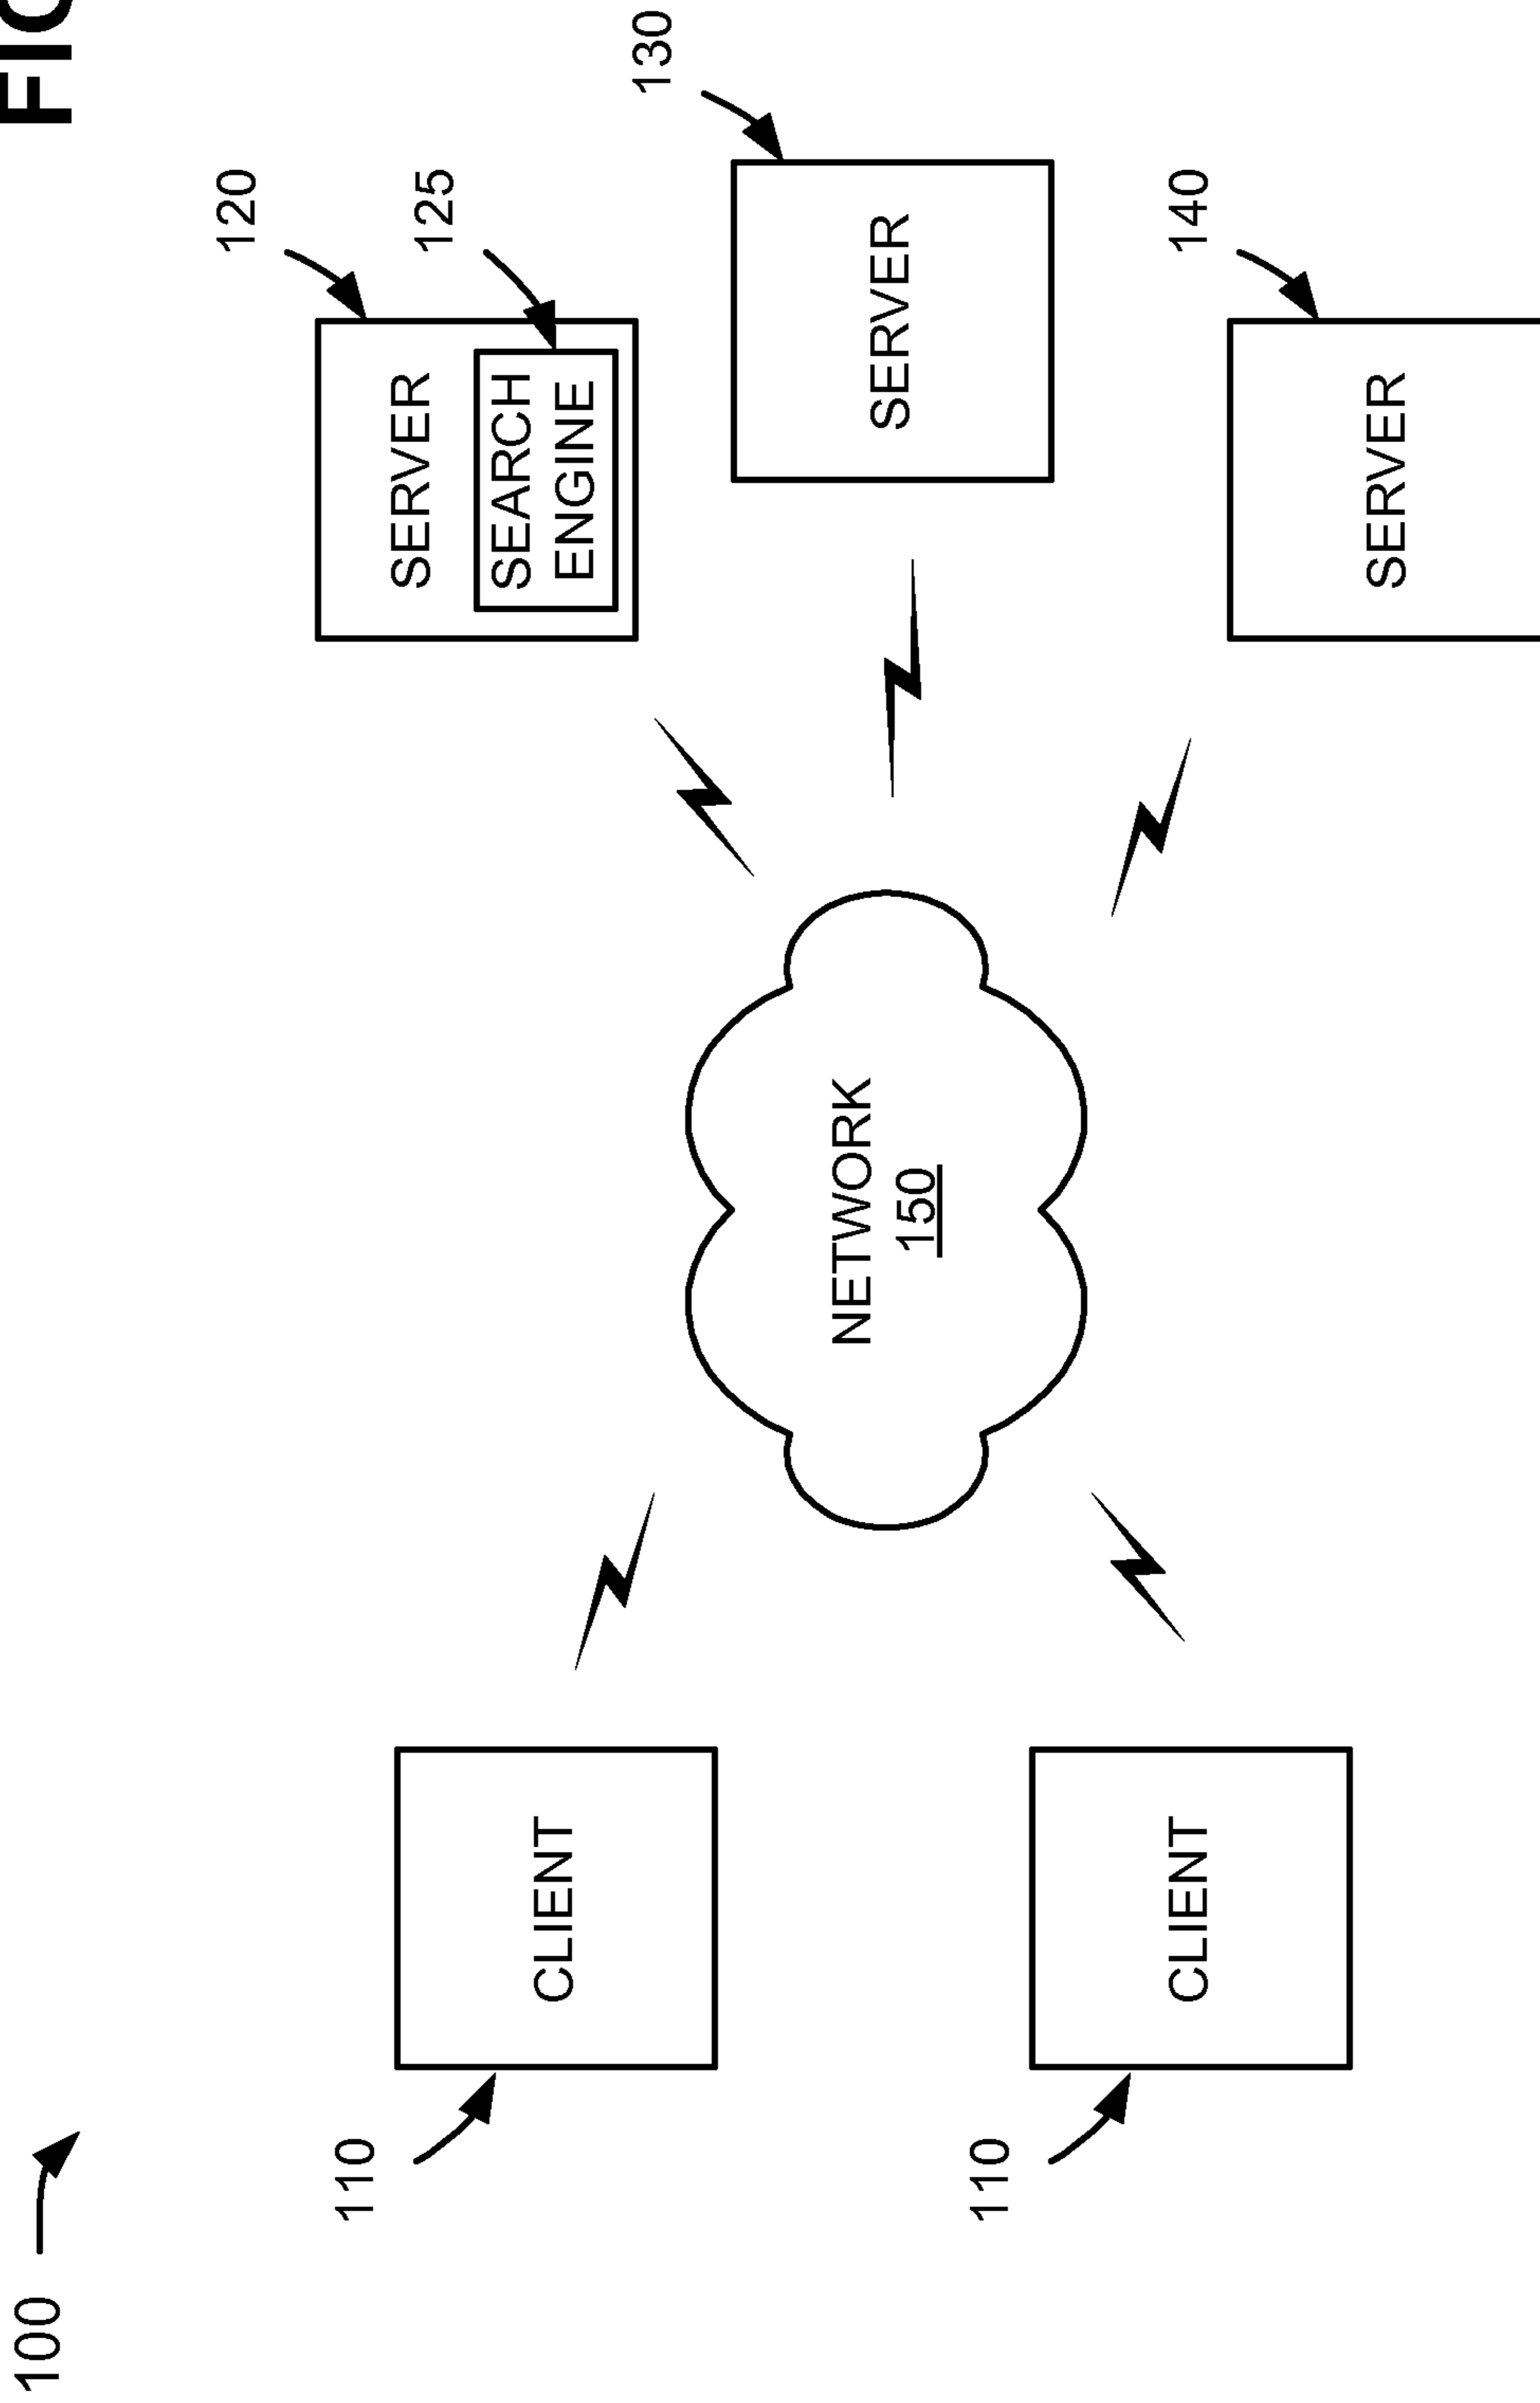 FIG
100
110
CLIENT
110
CLIENT
NETWORK
150
120
SERVER
125
SEARCH
ENGINE
130
SERVER
140
SERVER